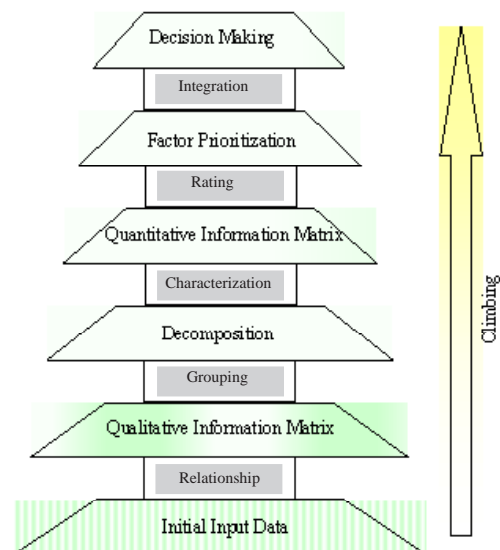 Decision Making
Integration
Factor Prioritization
Rating
Quantitative Information Matrix
Characterization
Decomposition
Grouping
Qualitative Information Matrix
Relationship
Initial Input Data
Climbing